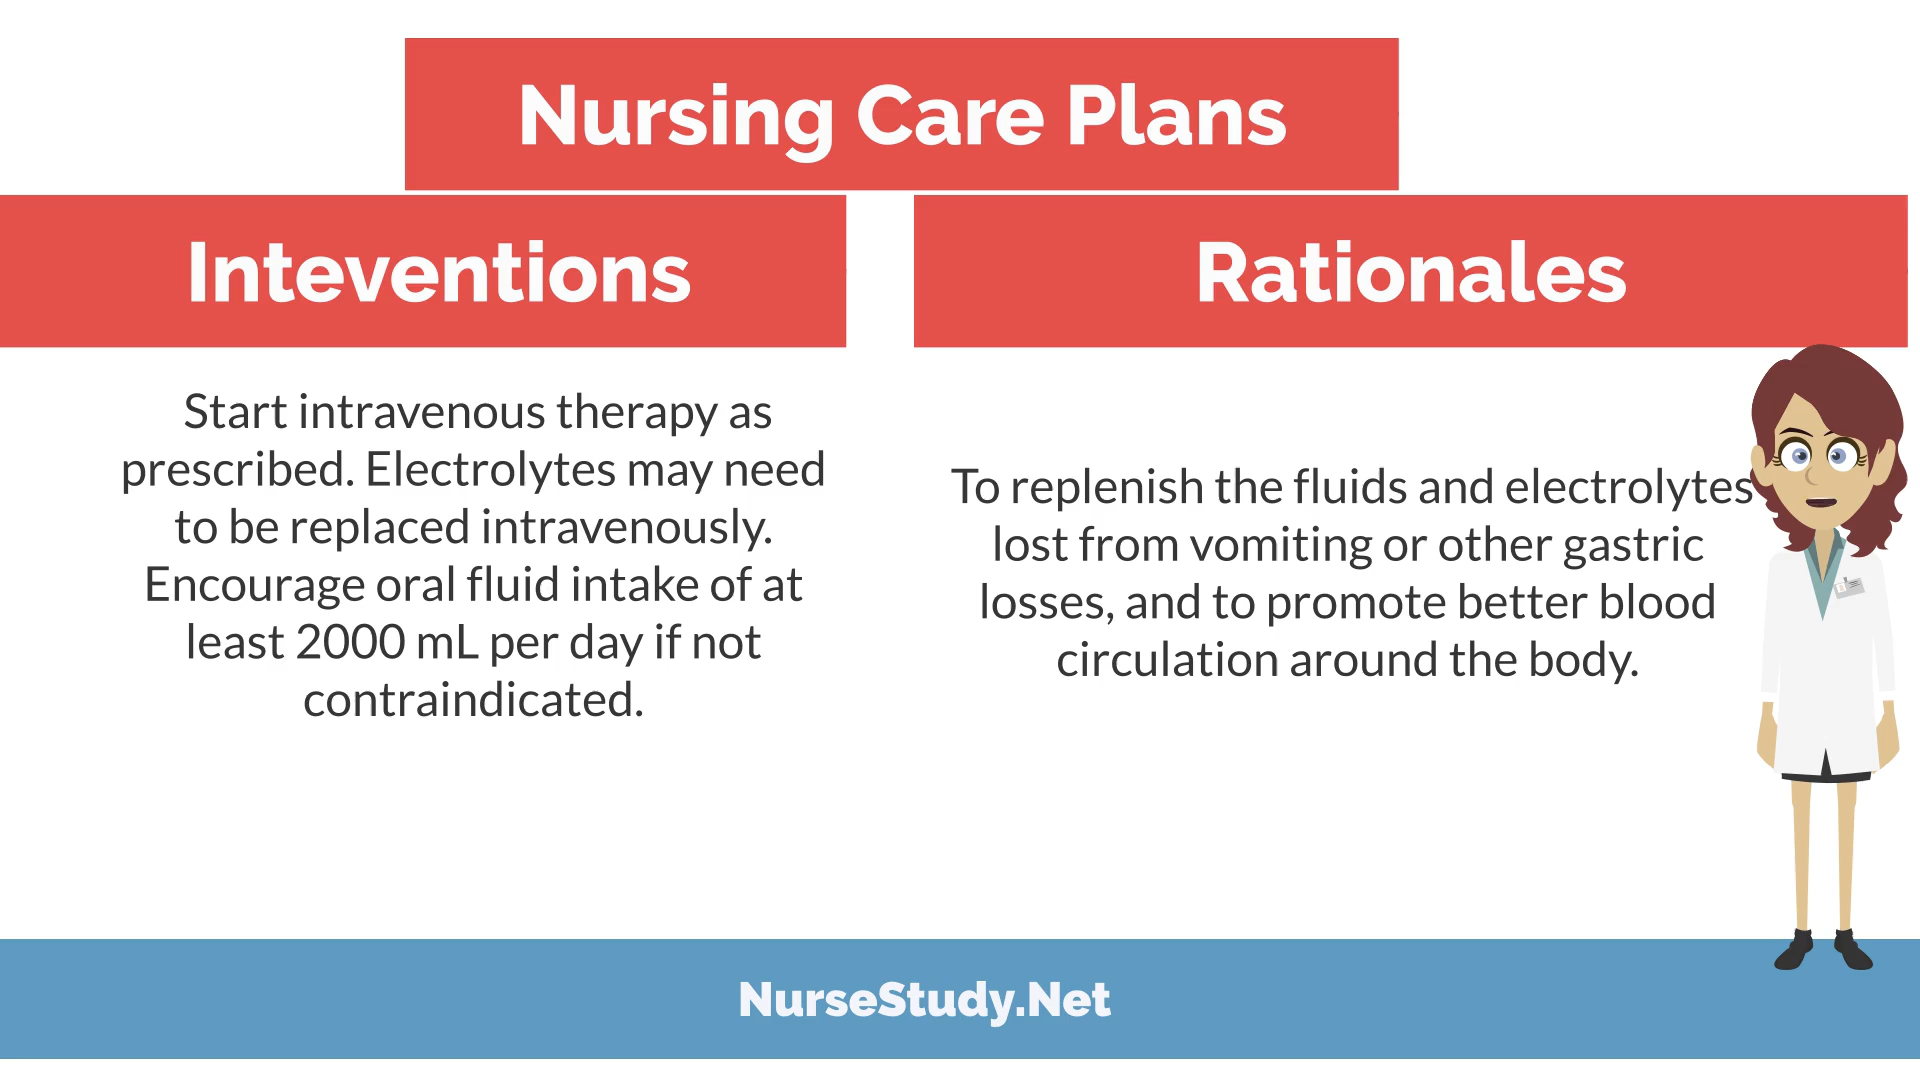 Nursing Care Plans
Inteventions
Rationales
Start intravenous therapy as
prescribed. Electrolytes may need
to be replaced intravenously.
Encourage oral fluid intake of at
least 2000 mL per day if not
contraindicated.
To replenish the fluids and electrolytes
lost from vomiting or other gastric
losses, and to promote better blood
circulation around the body.
NurseStudy.Net